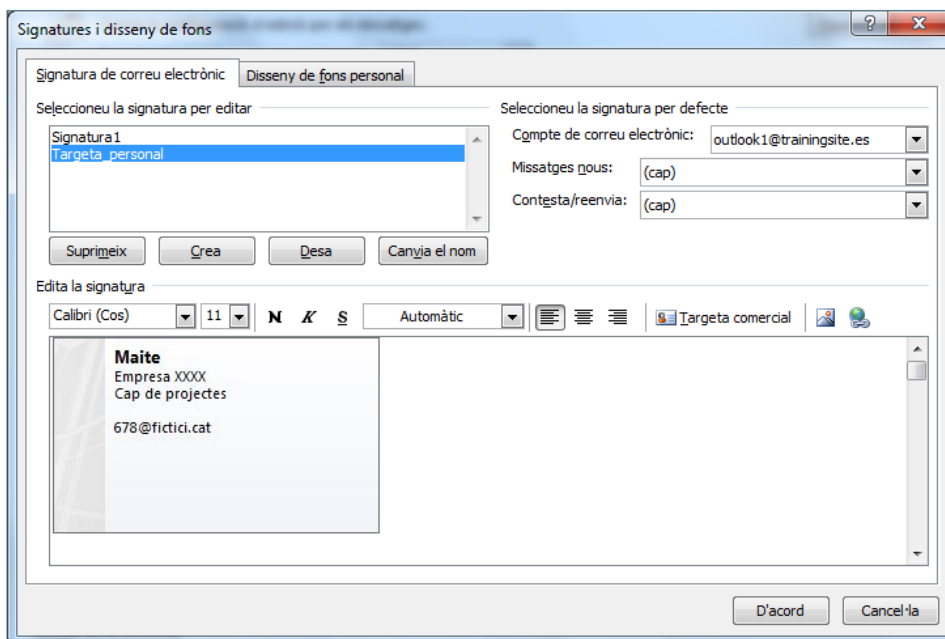 Signatures i disseny de fons
Signatura de correu electrònic
Disseny de fons personal
Seleccioneu la signatura per editar
Signatura1
Targeta_personal
Suprimeix
Crea
Desa
Canvia el nom
Seleccioneu la signatura per defecte
Compte de correu electrònic: outlook1@trainingsite.es
Missatges nous: (cap)
Contesta/reenvia: (cap)
Edita la signatura
Calibri (Cos) 11 N K S Automàtic Targeta comercial
Maite
Empresa XXXX
Cap de projectes
678@fictici.cat
D'acord
Cancel·la